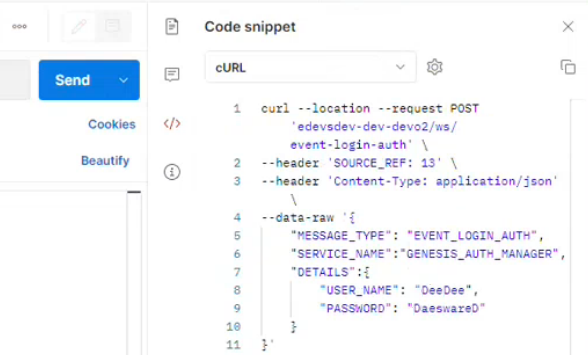 ooo
Code snippet
Send
cURL
Cookies
Beautify
1 curl --location --request POST
'edevsdev-dev-devo2/ws/
event-login-auth' \
2 --header 'SOURCE_REF: 13' \
3 --header 'Content-Type: application/json'
\
4 --data-raw '{
5 "MESSAGE_TYPE": "EVENT_LOGIN_AUTH",
6 "SERVICE_NAME":"GENESIS_AUTH_MANAGER",
7 "DETAILS":{
8 "USER_NAME": "DeeDee",
9 "PASSWORD": "DaeswareD"
10 }
11 }'